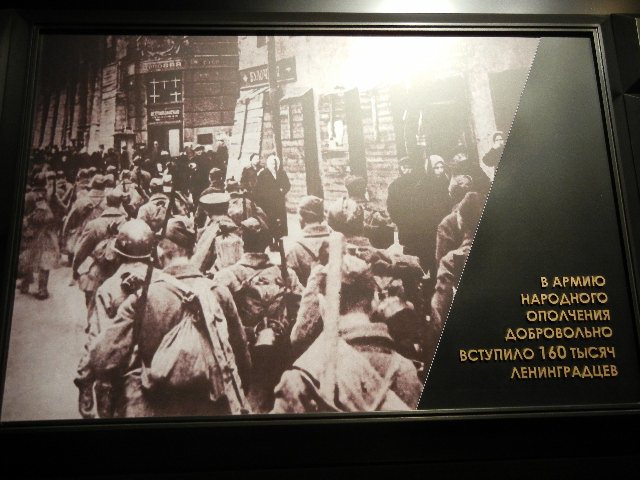 В АРМИЮ
НАРОДНОГО
ОПОЛЧЕНИЯ
ДОБРОВОЛЬНО
ВСТУПИЛО 160 ТЫСЯЧ
ЛЕНИНГРАДЦЕВ